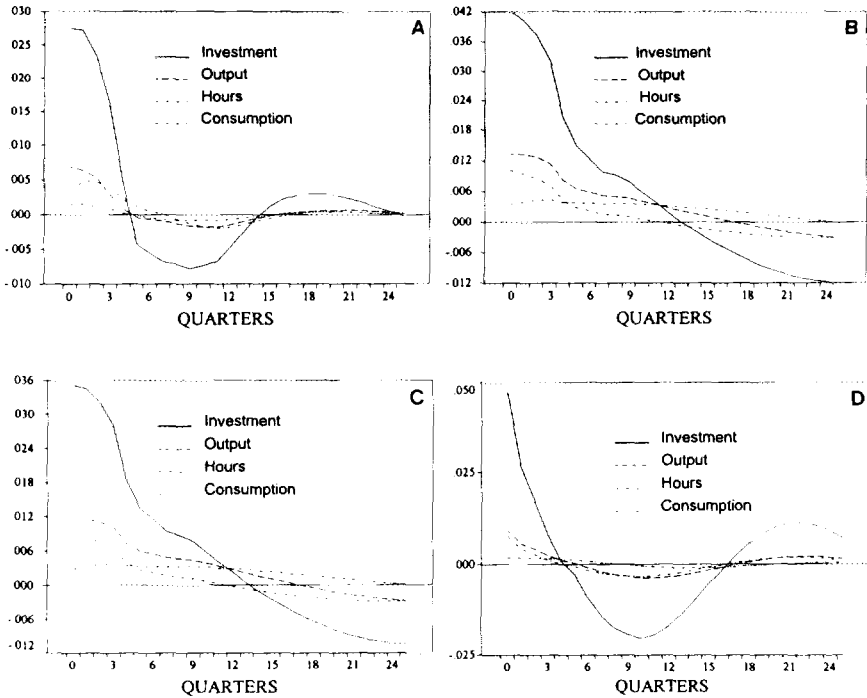 A
030
.025
.020
.015
.010
.005
.000
-.005
-.010
Investment
Output
Hours
Consumption
0 3 6 9 12 15 18 21 24
QUARTERS
B
.042
.036
.030
.024
.018
.012
.006
.000
-.006
-.012
Investment
Output
Hours
Consumption
0 3 6 9 12 15 18 21 24
QUARTERS
C
036
030
024
018
012
006
000
-.006
-.012
Investment
Output
Hours
Consumption
0 3 6 9 12 15 18 21 24
QUARTERS
D
.050
.025
.000
-.025
Investment
Output
Hours
Consumption
0 3 6 9 12 15 18 21 24
QUARTERS